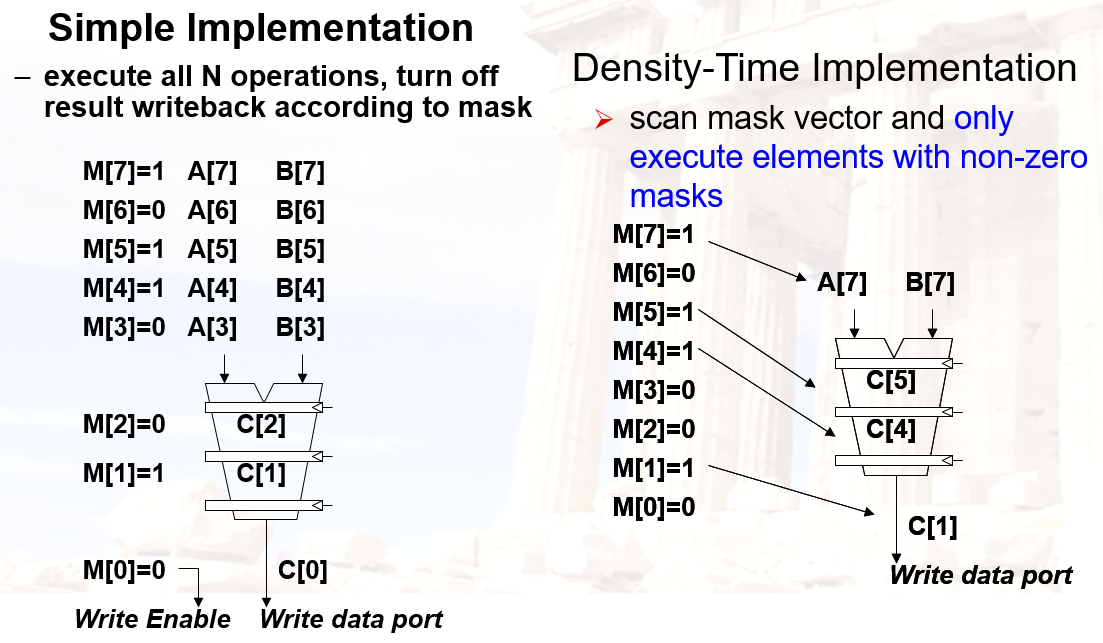 Simple Implementation
– execute all N operations, turn off
result writeback according to mask
M[7]=1 A[7] B[7]
M[6]=0 A[6] B[6]
M[5]=1 A[5] B[5]
M[4]=1 A[4] B[4]
M[3]=0 A[3] B[3]
M[2]=0 C[2]
M[1]=1 C[1]
M[0]=0 C[0]
Write Enable Write data port
Density-Time Implementation
scan mask vector and only
execute elements with non-zero
masks
M[7]=1
M[6]=0 A[7] B[7]
M[5]=1
M[4]=1
C[5]
M[3]=0
M[2]=0 C[4]
M[1]=1
M[0]=0
C[1]
Write data port